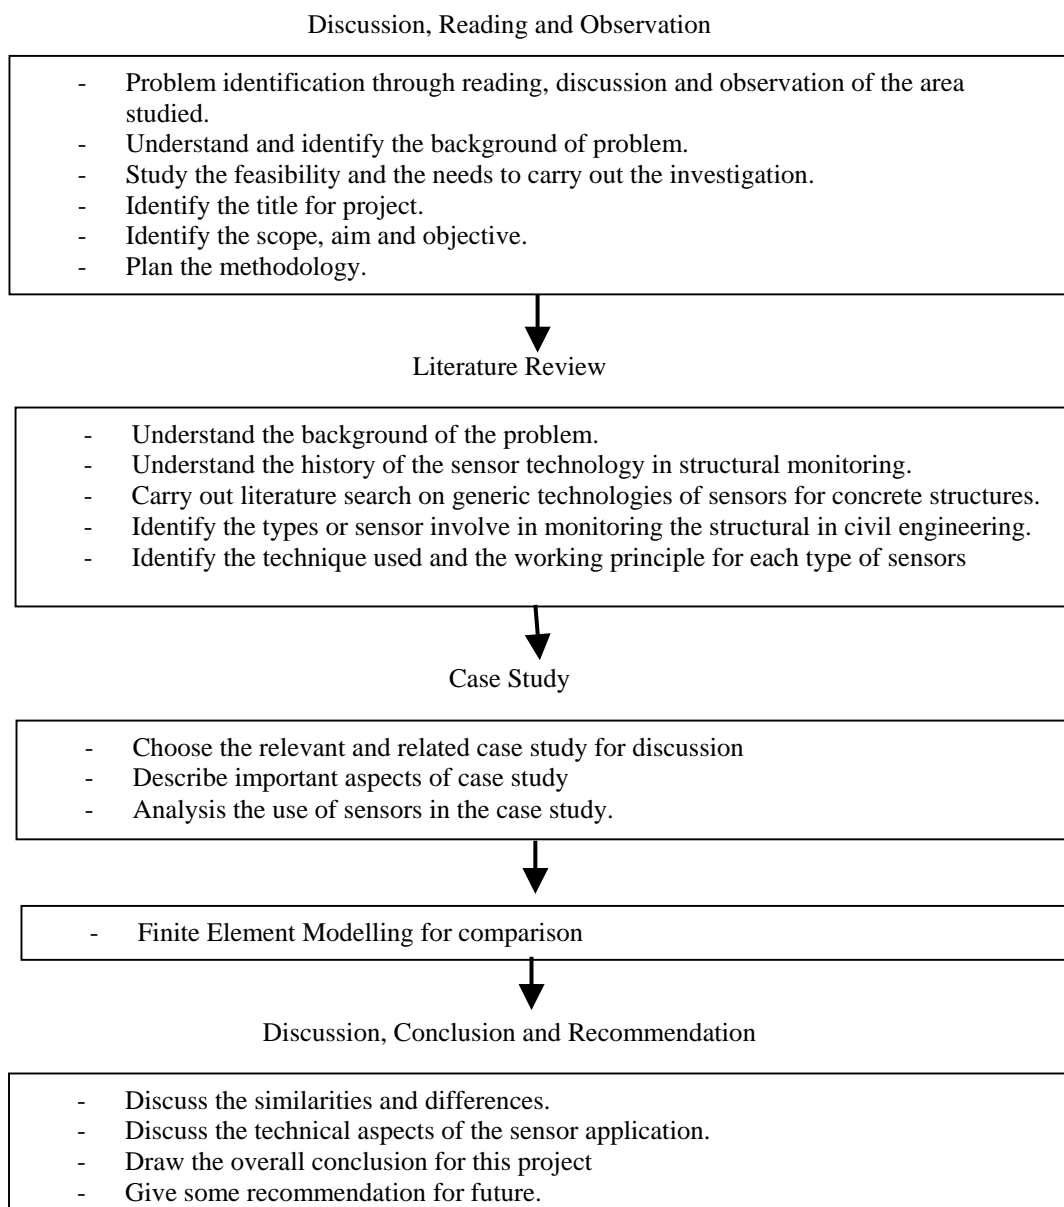 Discussion, Reading and Observation
- Problem identification through reading, discussion and observation of the area
studied.
- Understand and identify the background of problem.
- Study the feasibility and the needs to carry out the investigation.
- Identify the title for project.
- Identify the scope, aim and objective.
- Plan the methodology.
Literature Review
- Understand the background of the problem.
- Understand the history of the sensor technology in structural monitoring.
- Carry out literature search on generic technologies of sensors for concrete structures.
- Identify the types or sensor involve in monitoring the structural in civil engineering.
- Identify the technique used and the working principle for each type of sensors
Case Study
- Choose the relevant and related case study for discussion
- Describe important aspects of case study
- Analysis the use of sensors in the case study.
- Finite Element Modelling for comparison
Discussion, Conclusion and Recommendation
- Discuss the similarities and differences.
- Discuss the technical aspects of the sensor application.
- Draw the overall conclusion for this project
- Give some recommendation for future.